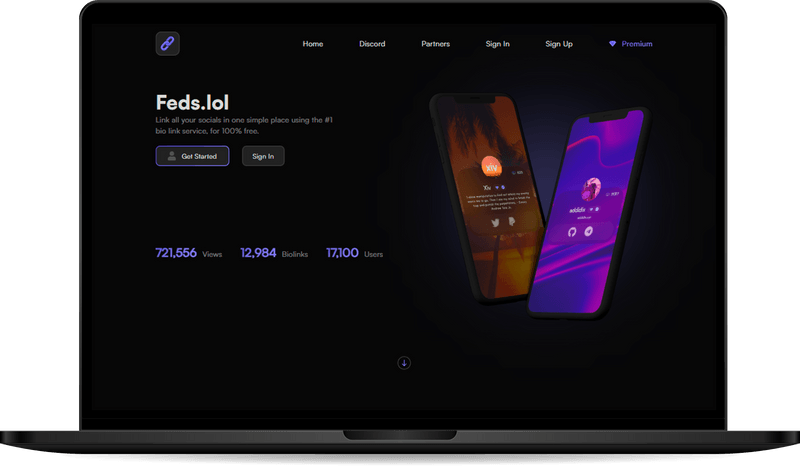 Home
Discord
Partners
Sign In
Sign Up
Premium
Feds.lol
Link all your socials in one simple place using the #1
bio link service, for 100% free.
Get Started
Sign In
721,556 Views
12,984 Biolinks
17,100 Users
xiv
Xiv